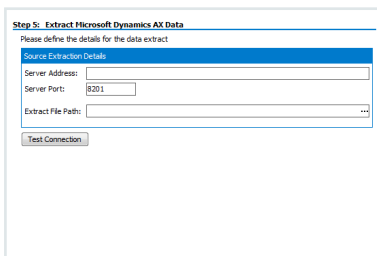 Step 5: Extract Microsoft Dynamics AX Data
Please define the details for the data extract
Source Extraction Details
Server Address:
Server Port: 8201
Extract File Path: ...
Test Connection